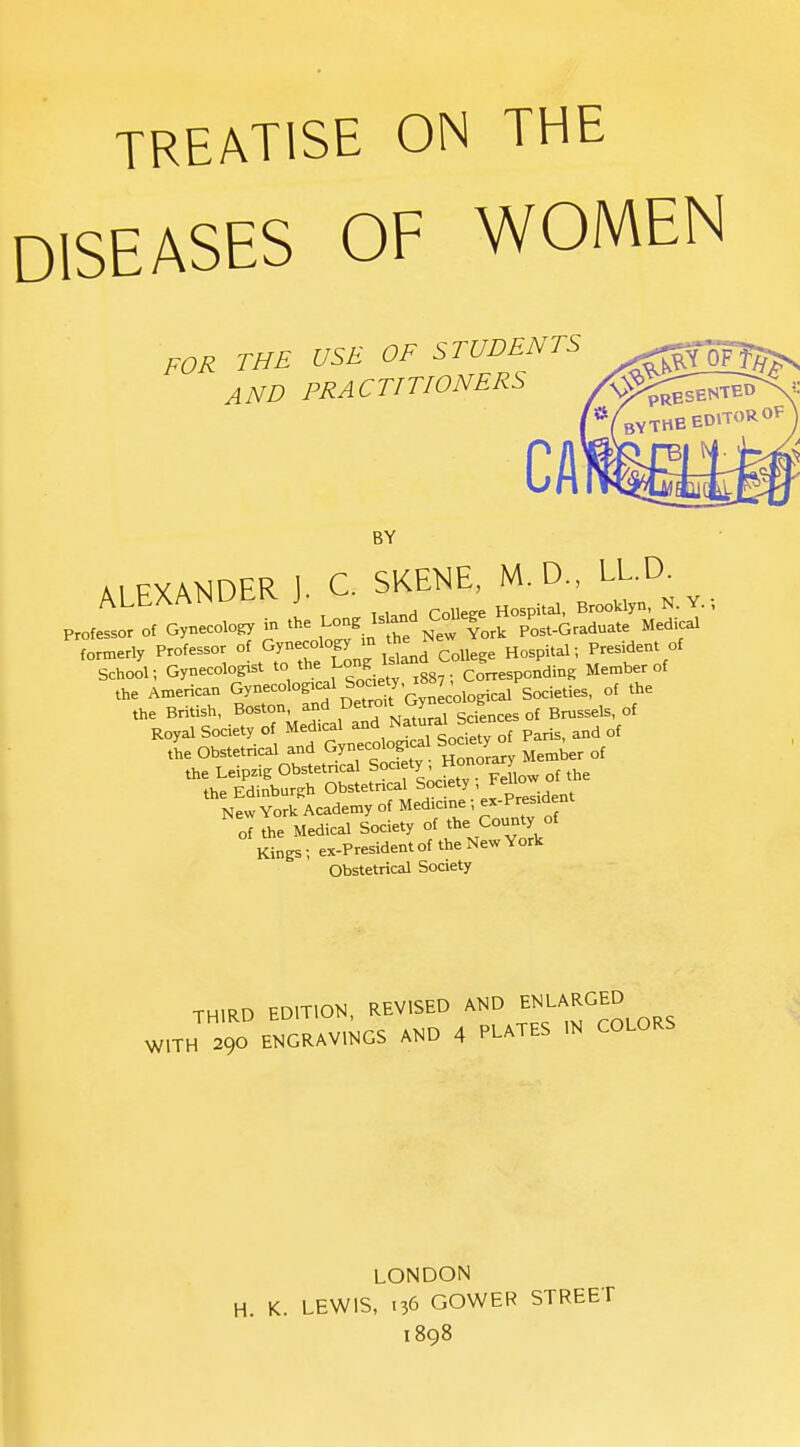 TREATISE ON THE
DISEASES OF WOMEN
FOR THE USE OF STUDENTS
AND PRACTITIONERS
LIBRARY OF THE
PRESENTED
BY THE EDITOR OF
CANCELLED
BY
ALEXANDER J. C. SKENE, M. D., LL.D.
Professor of Gynecology in the Long Island College Hospital, Brooklyn, N. Y.;
formerly Professor of Gynecology in the New York Post-Graduate Medical
School; Gynecologist to the Long Island College Hospital; President of
the American Gynecological Society, 1887; Corresponding Member of
the British, Boston, and Detroit Gynecological Societies, of the
Royal Society of Medical and Natural Sciences of Brussels, of
the Obstetrical and Gynecological Society of Paris, and of
the Leipzig Obstetrical Society; Honorary Member of
the Edinburgh Obstetrical Society; Fellow of the
New York Academy of Medicine; ex-President
of the Medical Society of the County of
Kings; ex-President of the New York
Obstetrical Society
THIRD EDITION, REVISED AND ENLARGED
WITH 290 ENGRAVINGS AND 4 PLATES IN COLORS
LONDON
H. K. LEWIS, 136 GOWER STREET
1898